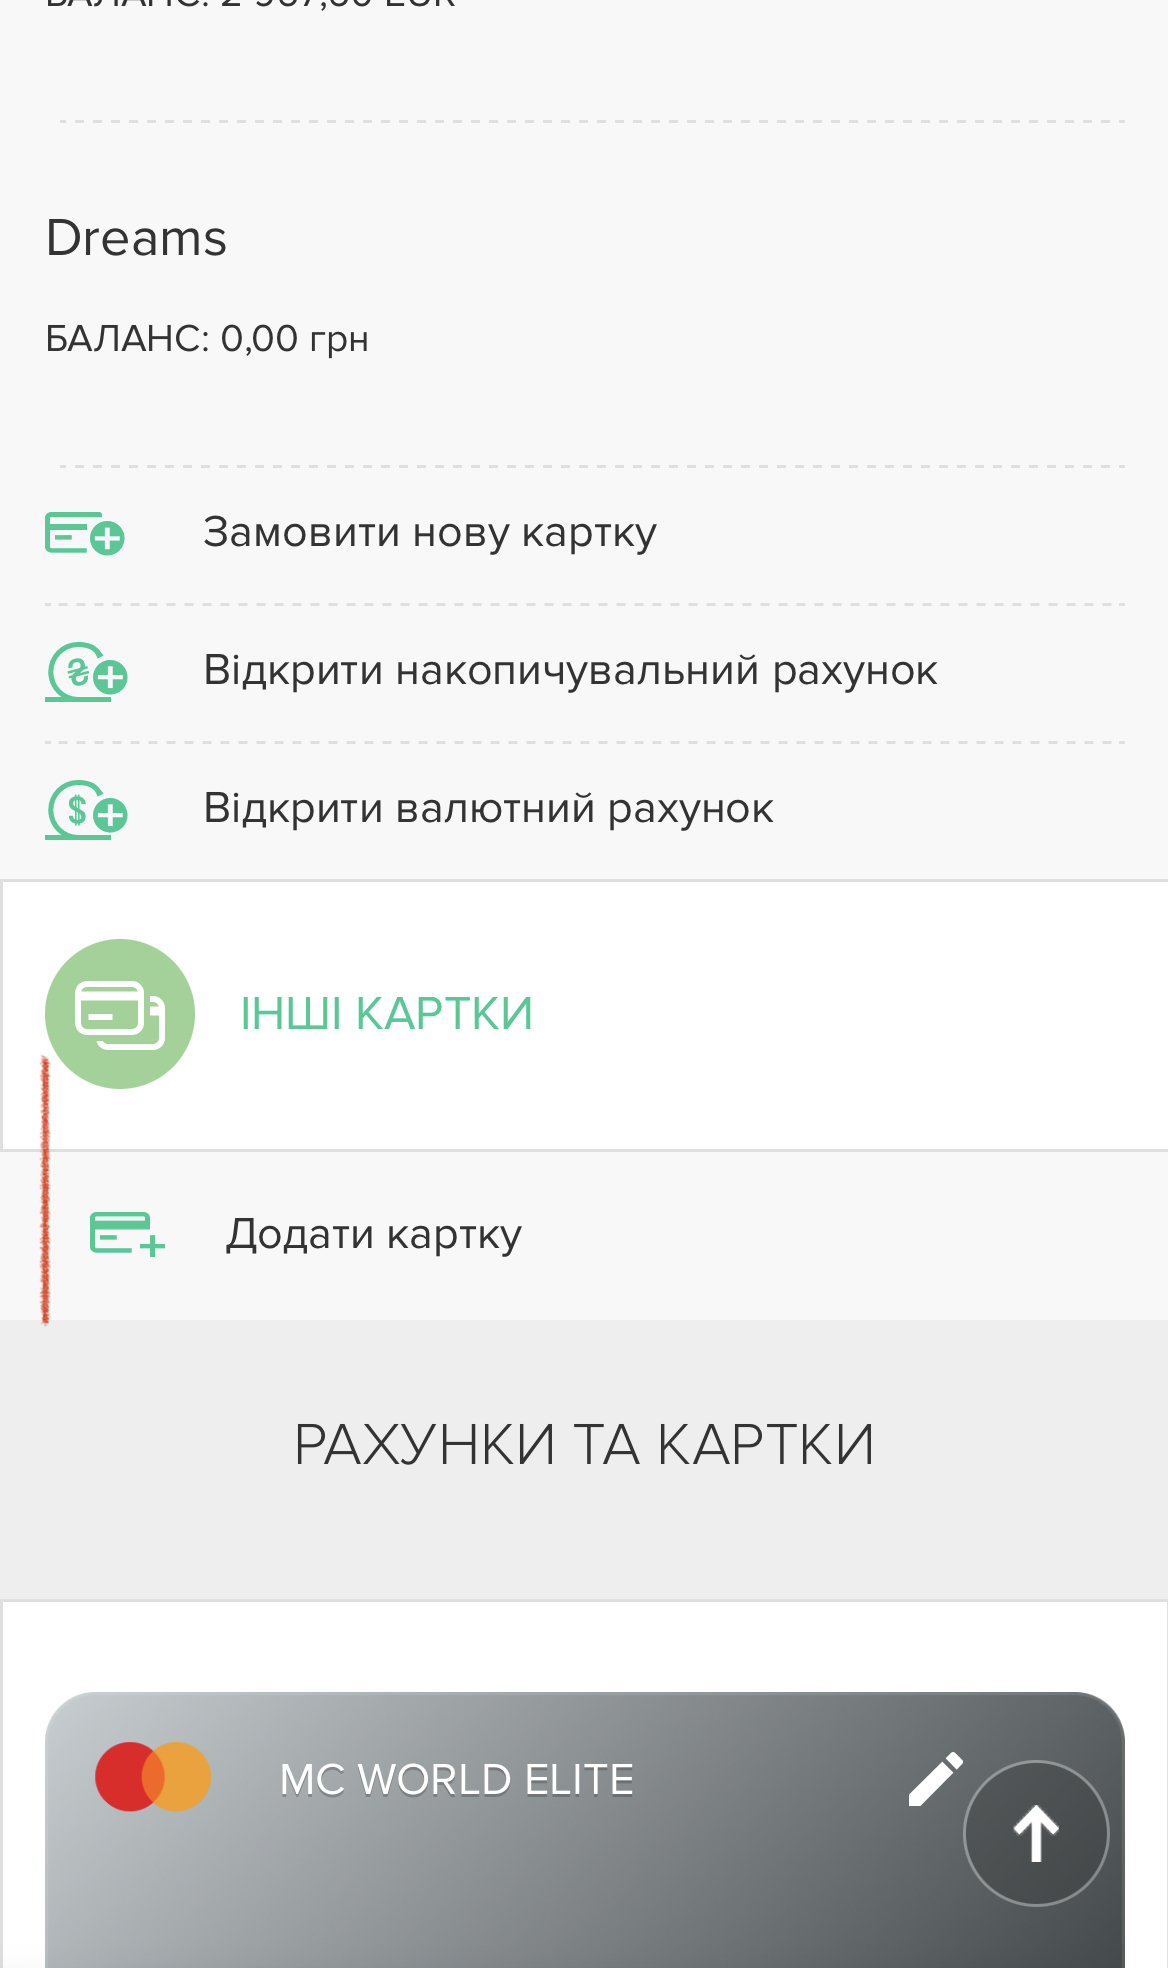 Dreams
БАЛАНС: 0,00 грн
Замовити нову картку
Відкрити накопичувальний рахунок
Відкрити валютний рахунок
ІНШІ КАРТКИ
Додати картку
РАХУНКИ ТА КАРТКИ
MC WORLD ELITE